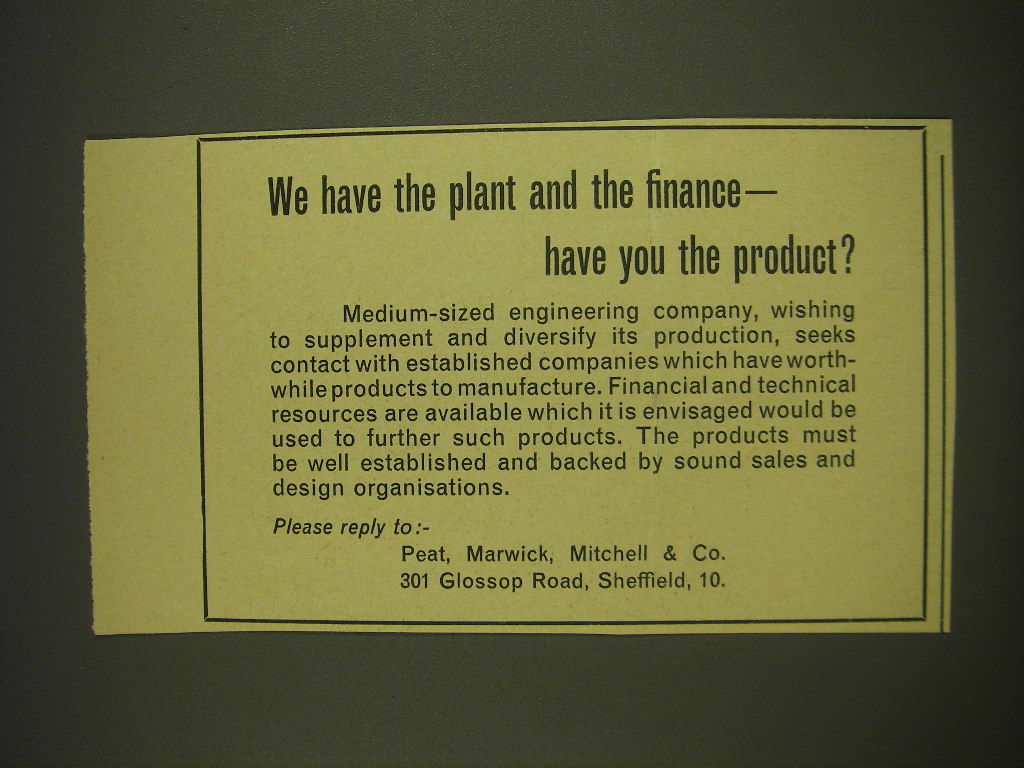 We have the plant and the finance—
have you the product?
Medium-sized engineering company, wishing
to supplement and diversify its production, seeks
contact with established companies which have worth-
while products to manufacture. Financial and technical
resources are available which it is envisaged would be
used to further such products. The products must
be well established and backed by sound sales and
design organisations.
Please reply to:-
Peat, Marwick, Mitchell & Co.
301 Glossop Road, Sheffield, 10.